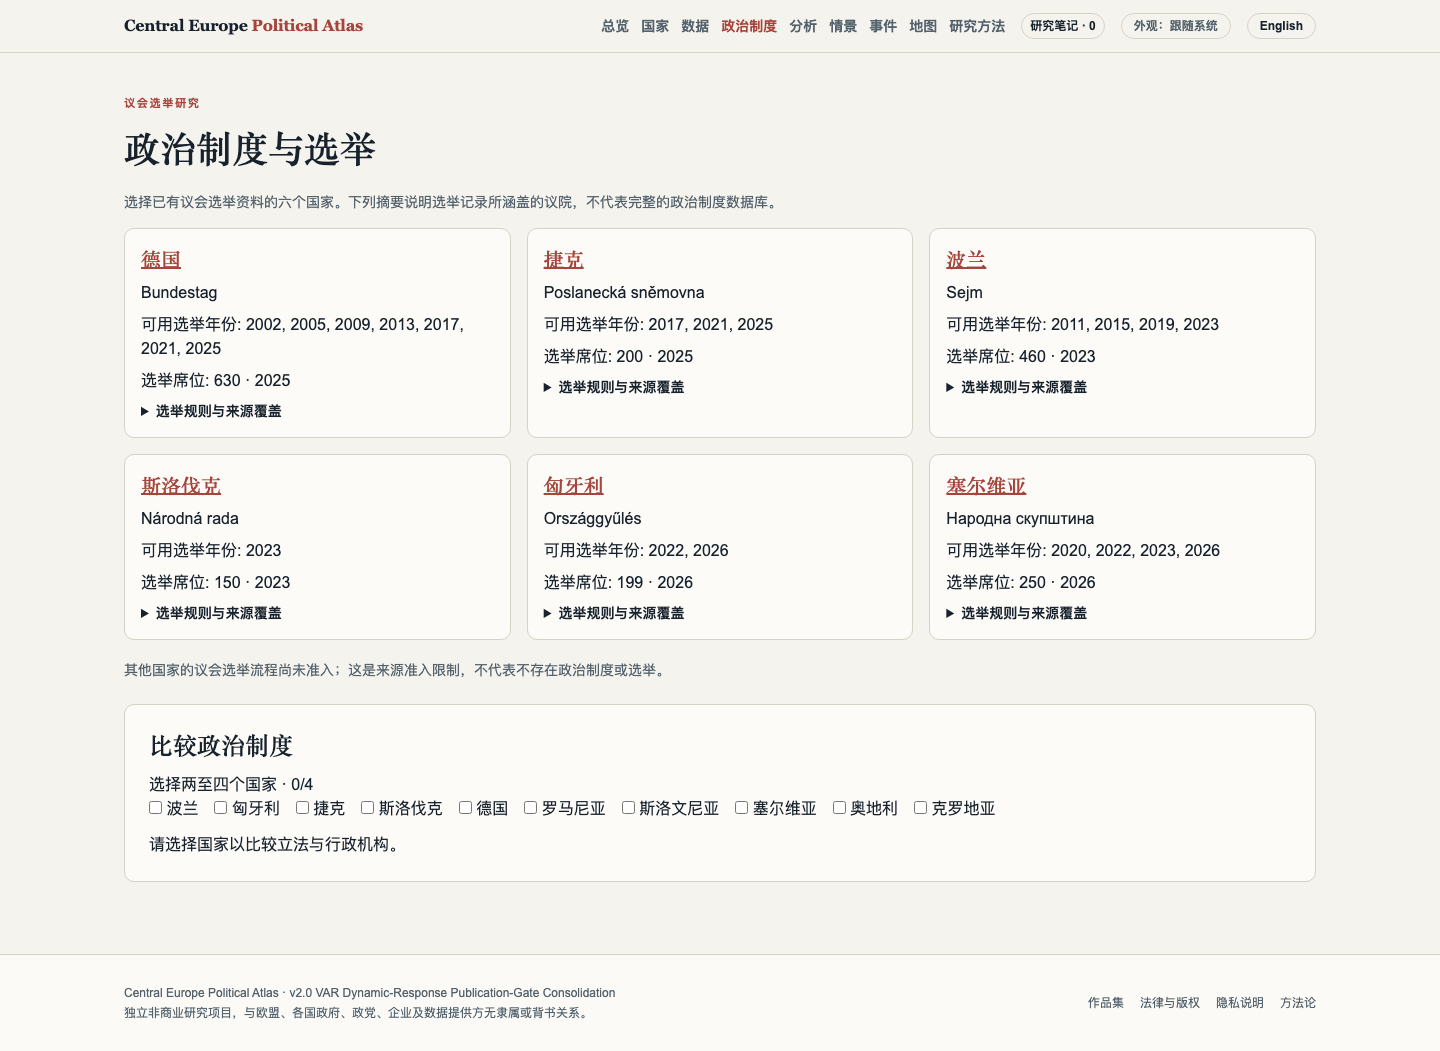 Central Europe Political Atlas
总览 国家 数据 政治制度 分析 情景 事件 地图 研究方法 研究笔记 · 0 外观：跟随系统 English
议会选举研究
政治制度与选举
选择已有议会选举资料的六个国家。下列摘要说明选举记录所涵盖的议院，不代表完整的政治制度数据库。
德国
Bundestag
可用选举年份: 2002, 2005, 2009, 2013, 2017,
2021, 2025
选举席位: 630 · 2025
▶ 选举规则与来源覆盖
捷克
Poslanecká sněmovna
可用选举年份: 2017, 2021, 2025
选举席位: 200 · 2025
▶ 选举规则与来源覆盖
波兰
Sejm
可用选举年份: 2011, 2015, 2019, 2023
选举席位: 460 · 2023
▶ 选举规则与来源覆盖
斯洛伐克
Národná rada
可用选举年份: 2023
选举席位: 150 · 2023
▶ 选举规则与来源覆盖
匈牙利
Országgyűlés
可用选举年份: 2022, 2026
选举席位: 199 · 2026
▶ 选举规则与来源覆盖
塞尔维亚
Народна скупштина
可用选举年份: 2020, 2022, 2023, 2026
选举席位: 250 · 2026
▶ 选举规则与来源覆盖
其他国家的议会选举流程尚未准入；这是来源准入限制，不代表不存在政治制度或选举。
比较政治制度
选择两至四个国家 · 0/4
波兰 匈牙利 捷克 斯洛伐克 德国 罗马尼亚 斯洛文尼亚 塞尔维亚 奥地利 克罗地亚
请选择国家以比较立法与行政机构。
Central Europe Political Atlas · v2.0 VAR Dynamic-Response Publication-Gate Consolidation
独立非商业研究项目，与欧盟、各国政府、政党、企业及数据提供方无隶属或背书关系。
作品集 法律与版权 隐私说明 方法论